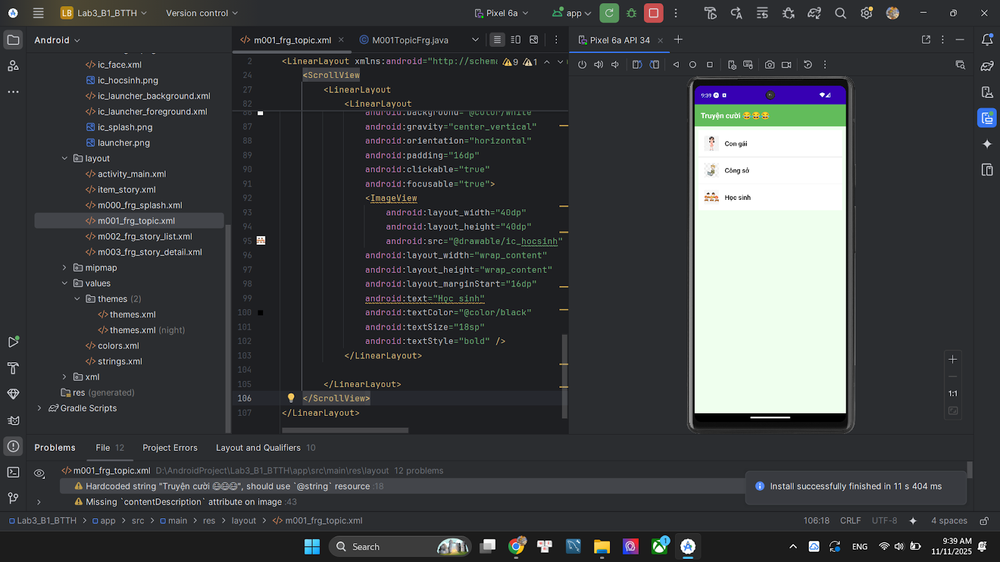 LB Lab3_B1_BTTH Version control Pixel 6a app
Android
ic_face.xml
ic_hocsinh.png
ic_launcher_background.xml
ic_launcher_foreground.xml
ic_splash.png
launcher.png
layout
activity_main.xml
item_story.xml
m000_frg_splash.xml
m001_frg_topic.xml
m002_frg_story_list.xml
m003_frg_story_detail.xml
mipmap
values
themes (2)
themes.xml
themes.xml (night)
colors.xml
strings.xml
xml
res (generated)
Gradle Scripts
m001_frg_topic.xml M001TopicFrg.java
2 <LinearLayout xmlns:android="http://schema 9 1
24 <ScrollView
27 <LinearLayout
82 <LinearLayout
86 android:background="@color/white"
87 android:gravity="center_vertical"
88 android:orientation="horizontal"
89 android:padding="16dp"
90 android:clickable="true"
91 android:focusable="true">
92 <ImageView
93 android:layout_width="40dp"
94 android:layout_height="40dp"
95 android:src="@drawable/ic_hocsinh"
96 android:layout_width="wrap_content"
97 android:layout_height="wrap_content"
98 android:layout_marginStart="16dp"
99 android:text="Học sinh"
100 android:textColor="@color/black"
101 android:textSize="18sp"
102 android:textStyle="bold" />
103 </LinearLayout>
104
105 </LinearLayout>
106 </ScrollView>
107 </LinearLayout>
Pixel 6a API 34
9:39
Truyện cười 😂😂😂
Con gái
Công sở
Học sinh
1:1
Problems File 12 Project Errors Layout and Qualifiers 10
m001_frg_topic.xml D:\AndroidProject\Lab3_B1_BTTH\app\src\main\res\layout 12 problems
Hardcoded string "Truyện cười 😂😂😂", should use `@string` resource :18
Missing `contentDescription` attribute on image :43
Install successfully finished in 11 s 404 ms
Lab3_B1_BTTH > app > src > main > res > layout > m001_frg_topic.xml 106:18 CRLF UTF-8 4 spaces
Search 1 ENG 9:39 AM
11/11/2025